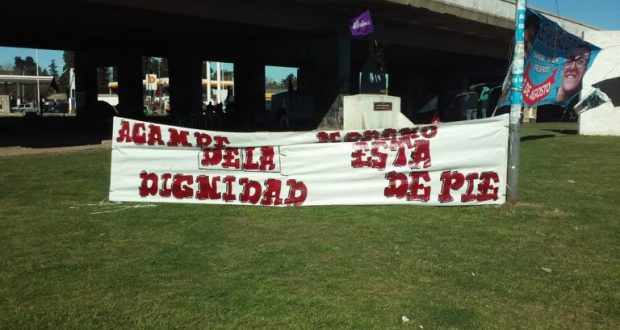 ACAMPE MORENO
DE LA ESTA
DIGNIDAD DE PIE
DE AGOSTO